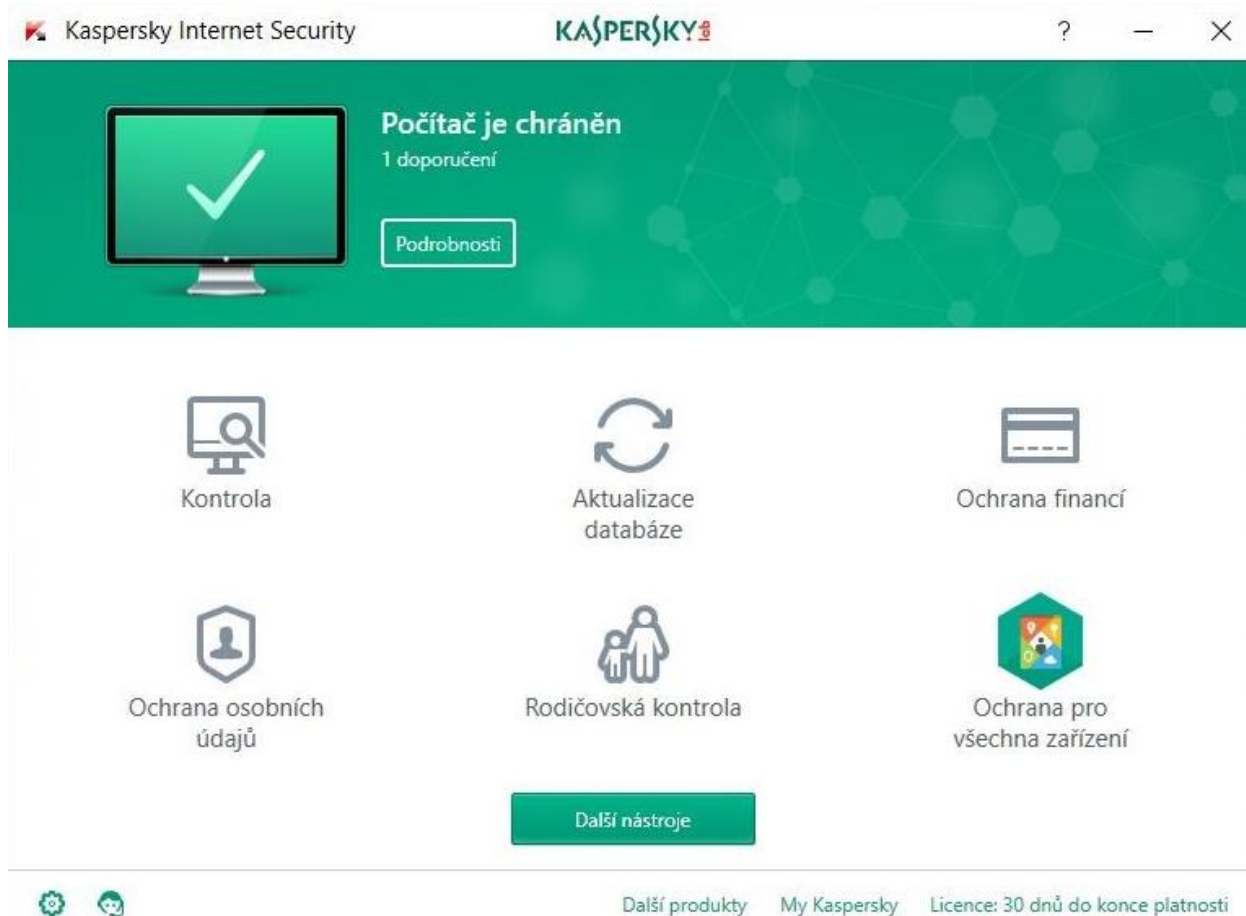 Kaspersky Internet Security
KASPERSKY lab
?
Počítač je chráněn
1 doporučení
Podrobnosti
Kontrola
Aktualizace
databáze
Ochrana financí
Ochrana osobních
údajů
Rodičovská kontrola
Ochrana pro
všechna zařízení
Další nástroje
Další produkty
My Kaspersky
Licence: 30 dnů do konce platnosti